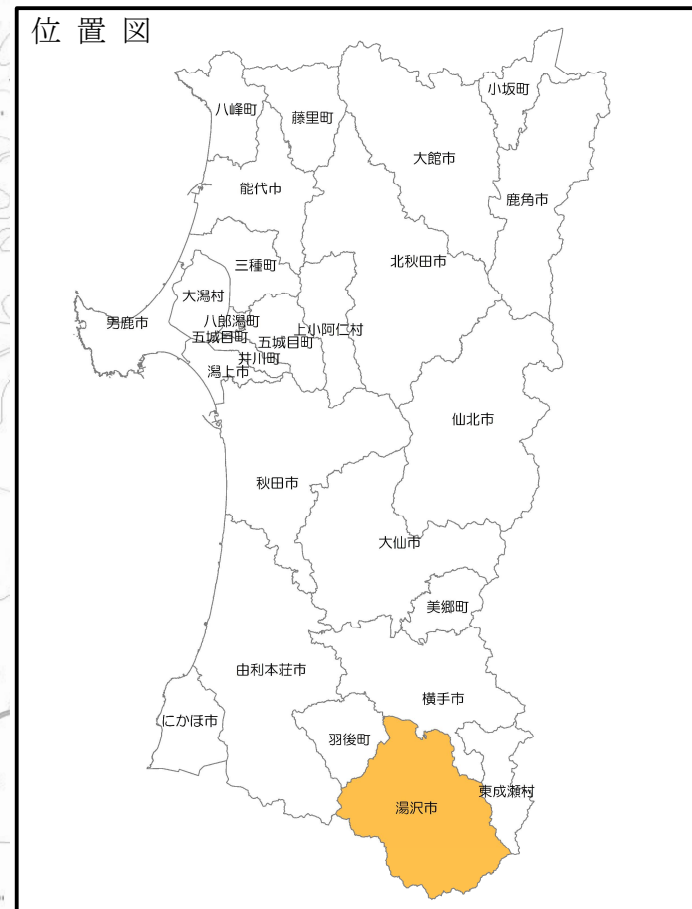 位置図
小坂町
八峰町
藤里町
大館市
能代市
鹿角市
北秋田市
三種町
大潟村
男鹿市
八郎潟町
上小阿仁村
五城目町
五城目町
井川町
潟上市
仙北市
秋田市
大仙市
美郷町
由利本荘市
横手市
にかほ市
羽後町
東成瀬村
湯沢市